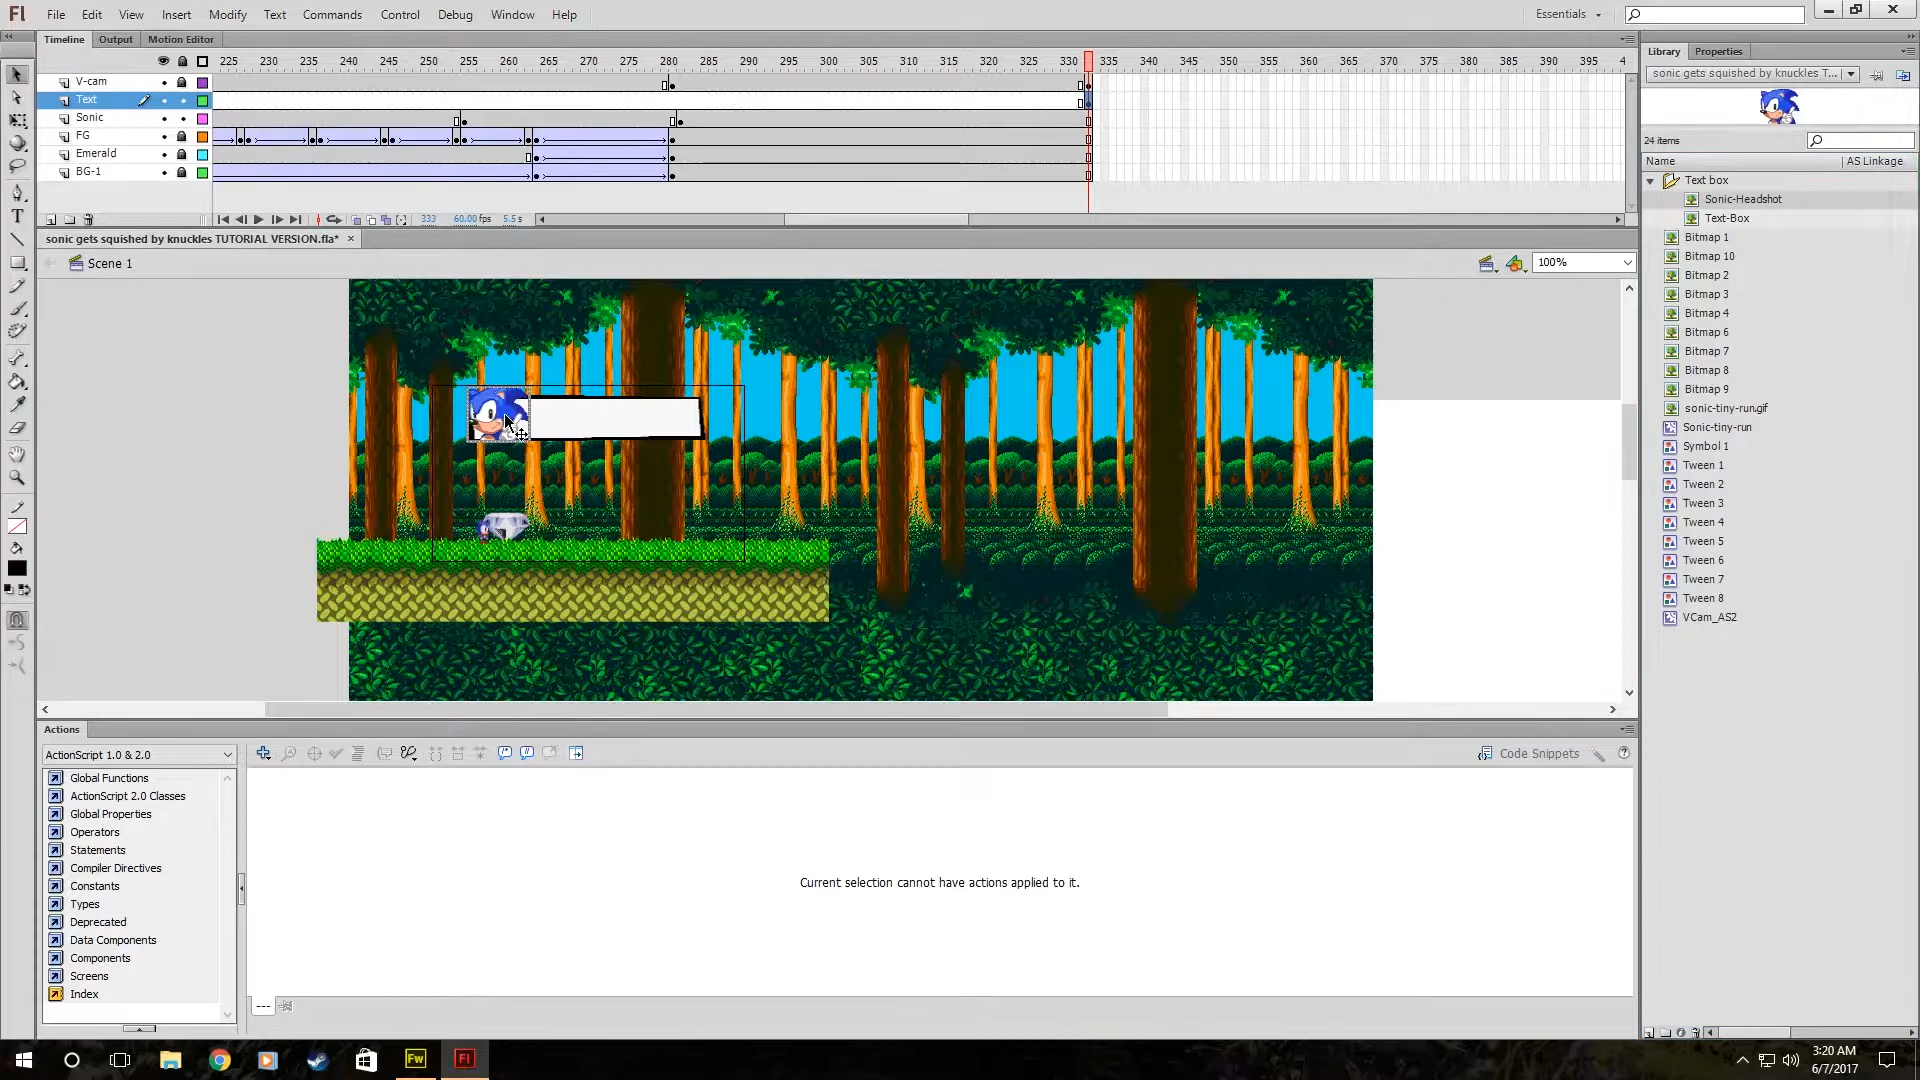 Fl File Edit View Insert Modify Text Commands Control Debug Window Help Essentials
Timeline Output Motion Editor
Library Properties
225 230 235 240 245 250 255 260 265 270 275 280 285 290 295 300 305 310 315 320 325 330 335 340 345 350 355 360 365 370 375 380 385 390 395 4
V-cam
Text
Sonic
FG
Emerald
BG-1
333 60.00 fps 5.5 s
sonic gets squished by knuckles T...
24 items
Name AS Linkage
Text box
Sonic-Headshot
Text-Box
Bitmap 1
Bitmap 10
Bitmap 2
Bitmap 3
Bitmap 4
Bitmap 6
Bitmap 7
Bitmap 8
Bitmap 9
sonic-tiny-run.gif
Sonic-tiny-run
Symbol 1
Tween 1
Tween 2
Tween 3
Tween 4
Tween 5
Tween 6
Tween 7
Tween 8
VCam_AS2
sonic gets squished by knuckles TUTORIAL VERSION.fla*
Scene 1
100%
Actions
ActionScript 1.0 & 2.0
Code Snippets
Global Functions
ActionScript 2.0 Classes
Global Properties
Operators
Statements
Compiler Directives
Constants
Types
Deprecated
Data Components
Components
Screens
Index
Current selection cannot have actions applied to it.
Fw
Fl
3:20 AM
6/7/2017